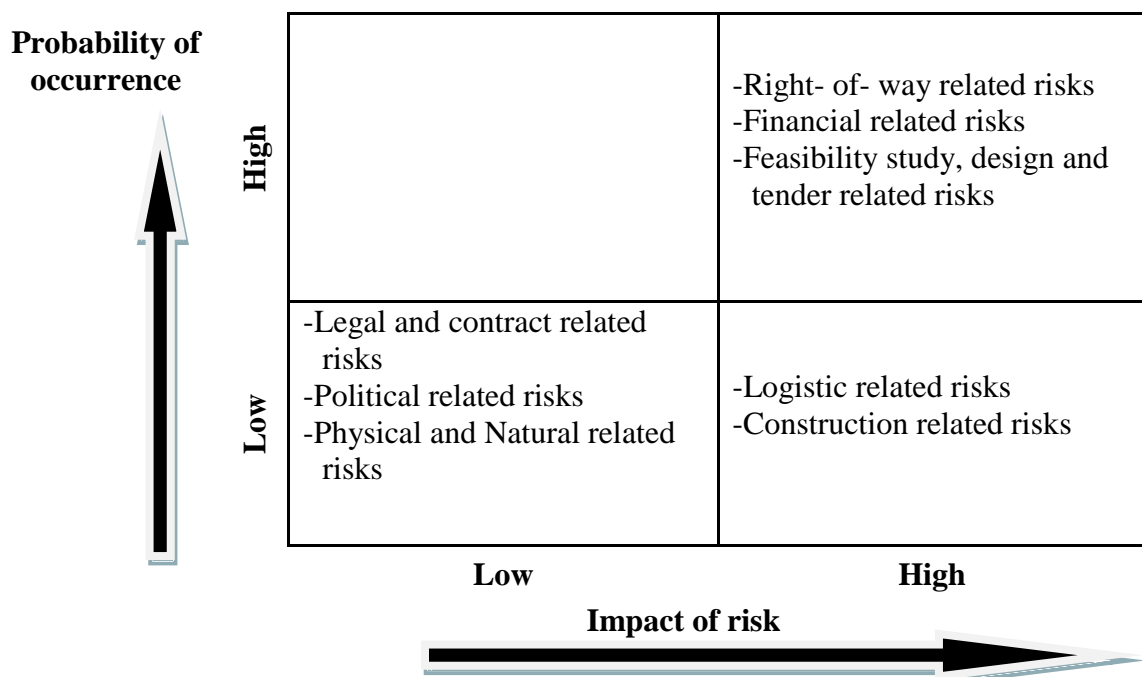 Probability of
occurrence
High
-Right- of- way related risks
-Financial related risks
-Feasibility study, design and
tender related risks
Low
-Legal and contract related
risks
-Political related risks
-Physical and Natural related
risks
-Logistic related risks
-Construction related risks
Low
High
Impact of risk